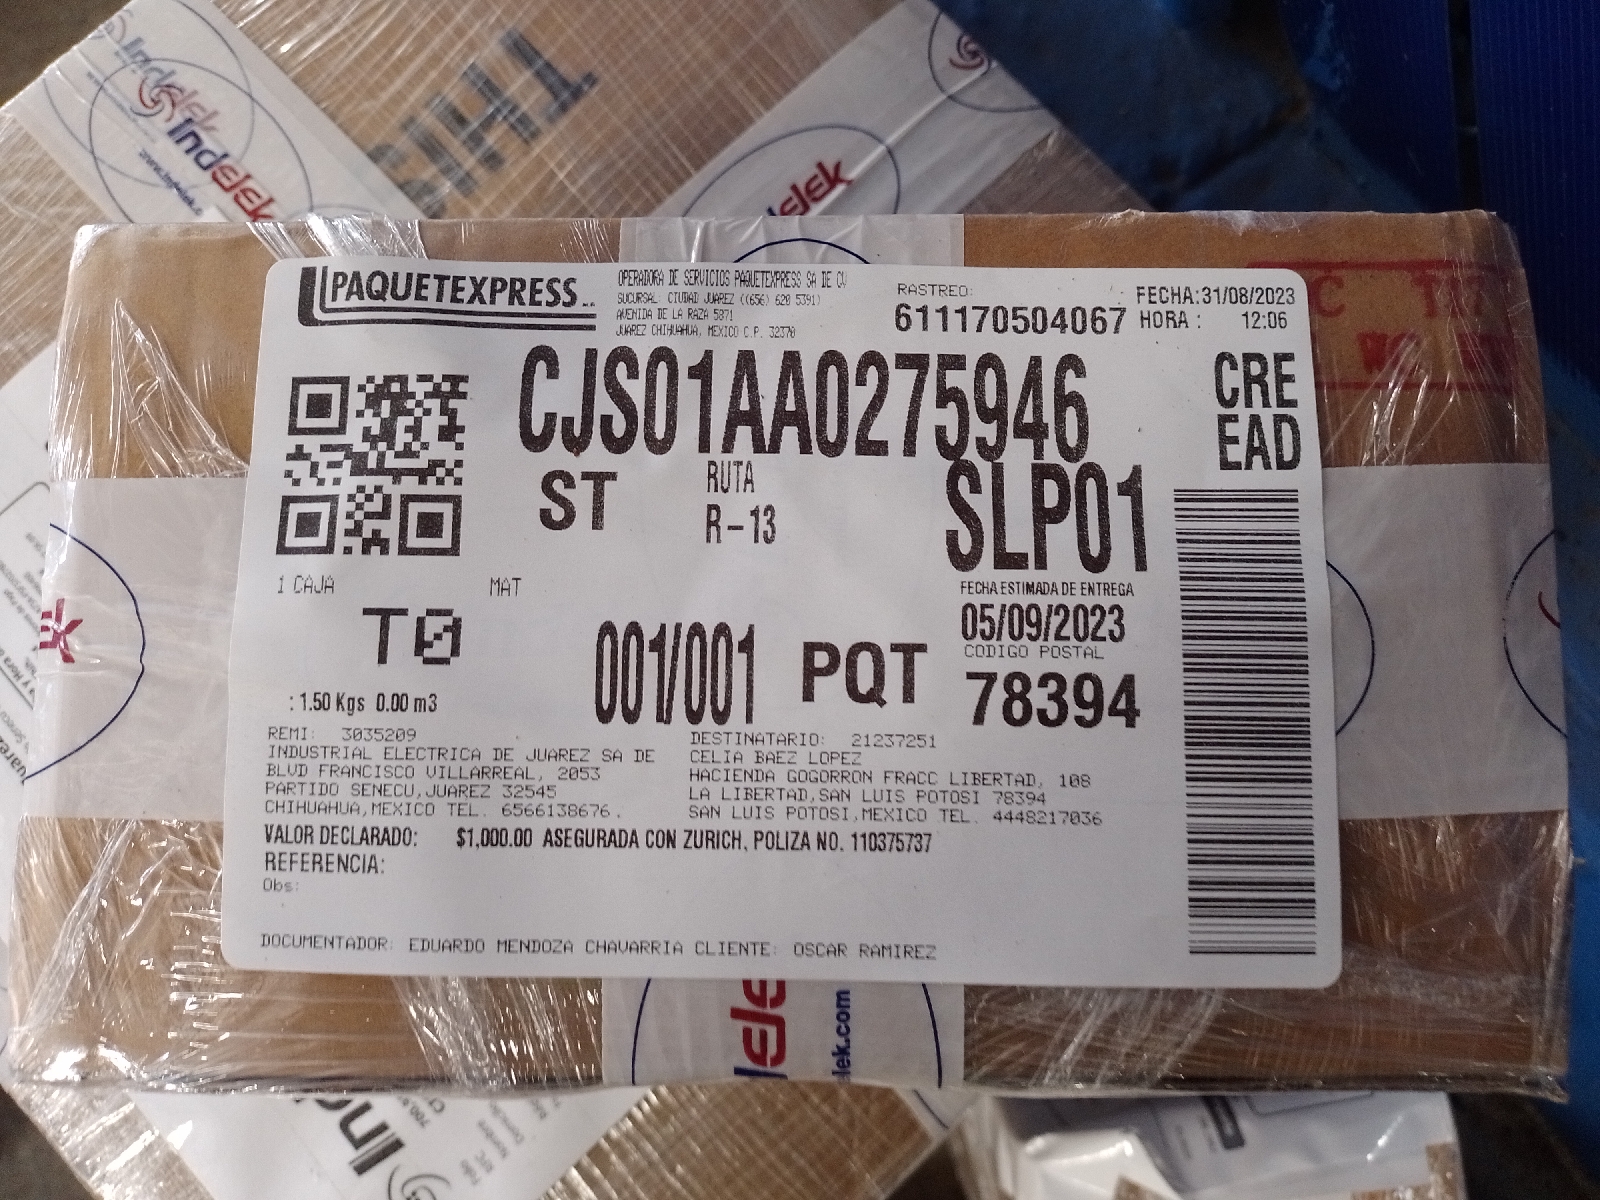 THIS
Indelek
Indelek
PAQUETEXPRESS
OPERADORA DE SERVICIOS PAQUETEXPRESS SA DE CV
SUCURSAL: CIUDAD JUAREZ ((656) 620 5391)
AVENIDA DE LA RAZA 5871
JUAREZ CHIHUAHUA, MEXICO C.P. 32370
RASTREO:
611170504067
FECHA:31/08/2023
HORA : 12:06
CJS01AA0275946
CRE
EAD
ST
RUTA
R-13
SLP01
1 CAJA
MAT
T0
FECHA ESTIMADA DE ENTREGA
05/09/2023
CODIGO POSTAL
78394
001/001
PQT
: 1.50 Kgs 0.00 m3
REMI: 3035209
INDUSTRIAL ELECTRICA DE JUAREZ SA DE
BLVD FRANCISCO VILLARREAL, 2053
PARTIDO SENECU,JUAREZ 32545
CHIHUAHUA,MEXICO TEL. 6566138676.
DESTINATARIO: 21237251
CELIA BAEZ LOPEZ
HACIENDA GOGORRON FRACC LIBERTAD, 108
LA LIBERTAD,SAN LUIS POTOSI 78394
SAN LUIS POTOSI,MEXICO TEL. 4448217036
VALOR DECLARADO: $1,000.00 ASEGURADA CON ZURICH, POLIZA NO. 110375737
REFERENCIA:
Obs:
DOCUMENTADOR: EDUARDO MENDOZA CHAVARRIA CLIENTE: OSCAR RAMIREZ
ndele
elek.com